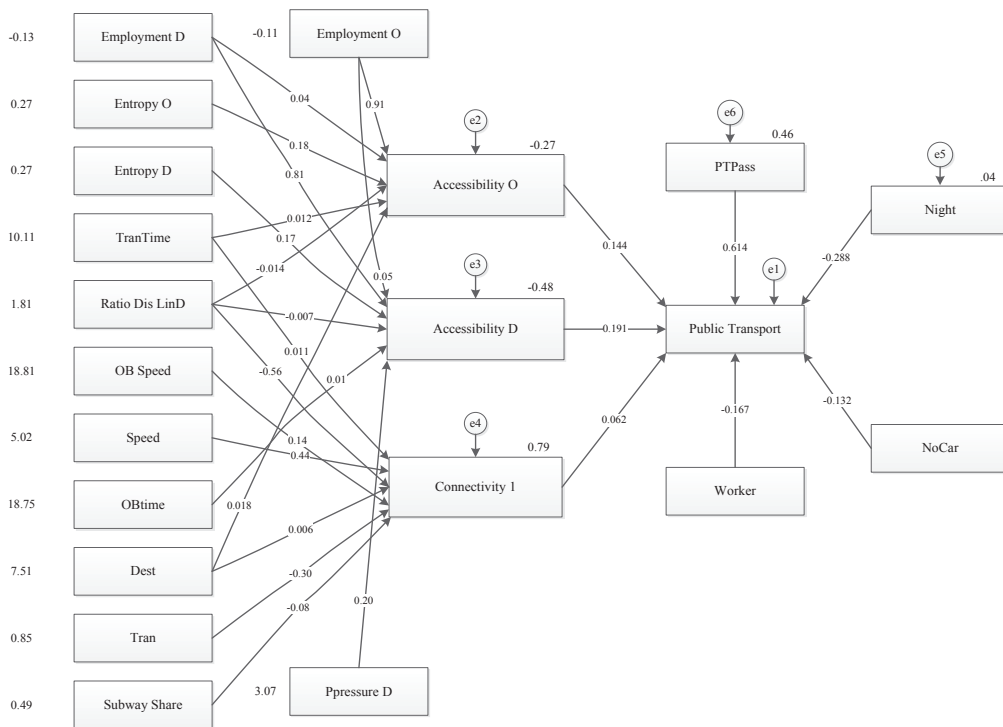 -0.13
Employment D
-0.11
Employment O
0.27
Entropy O
0.27
Entropy D
10.11
TranTime
1.81
Ratio Dis LinD
18.81
OB Speed
5.02
Speed
18.75
OBtime
7.51
Dest
0.85
Tran
0.49
Subway Share
3.07
Ppressure D
0.04
0.91
0.18
0.81
0.012
0.17
-0.014
0.05
-0.007
0.011
-0.56
0.01
0.14
0.44
0.018
0.006
-0.30
-0.08
0.20
e2
-0.27
Accessibility O
e3
-0.48
Accessibility D
e4
0.79
Connectivity 1
0.144
0.191
0.062
e6
0.46
PTPass
0.614
e5
.04
Night
-0.288
e1
Public Transport
-0.167
Worker
-0.132
NoCar